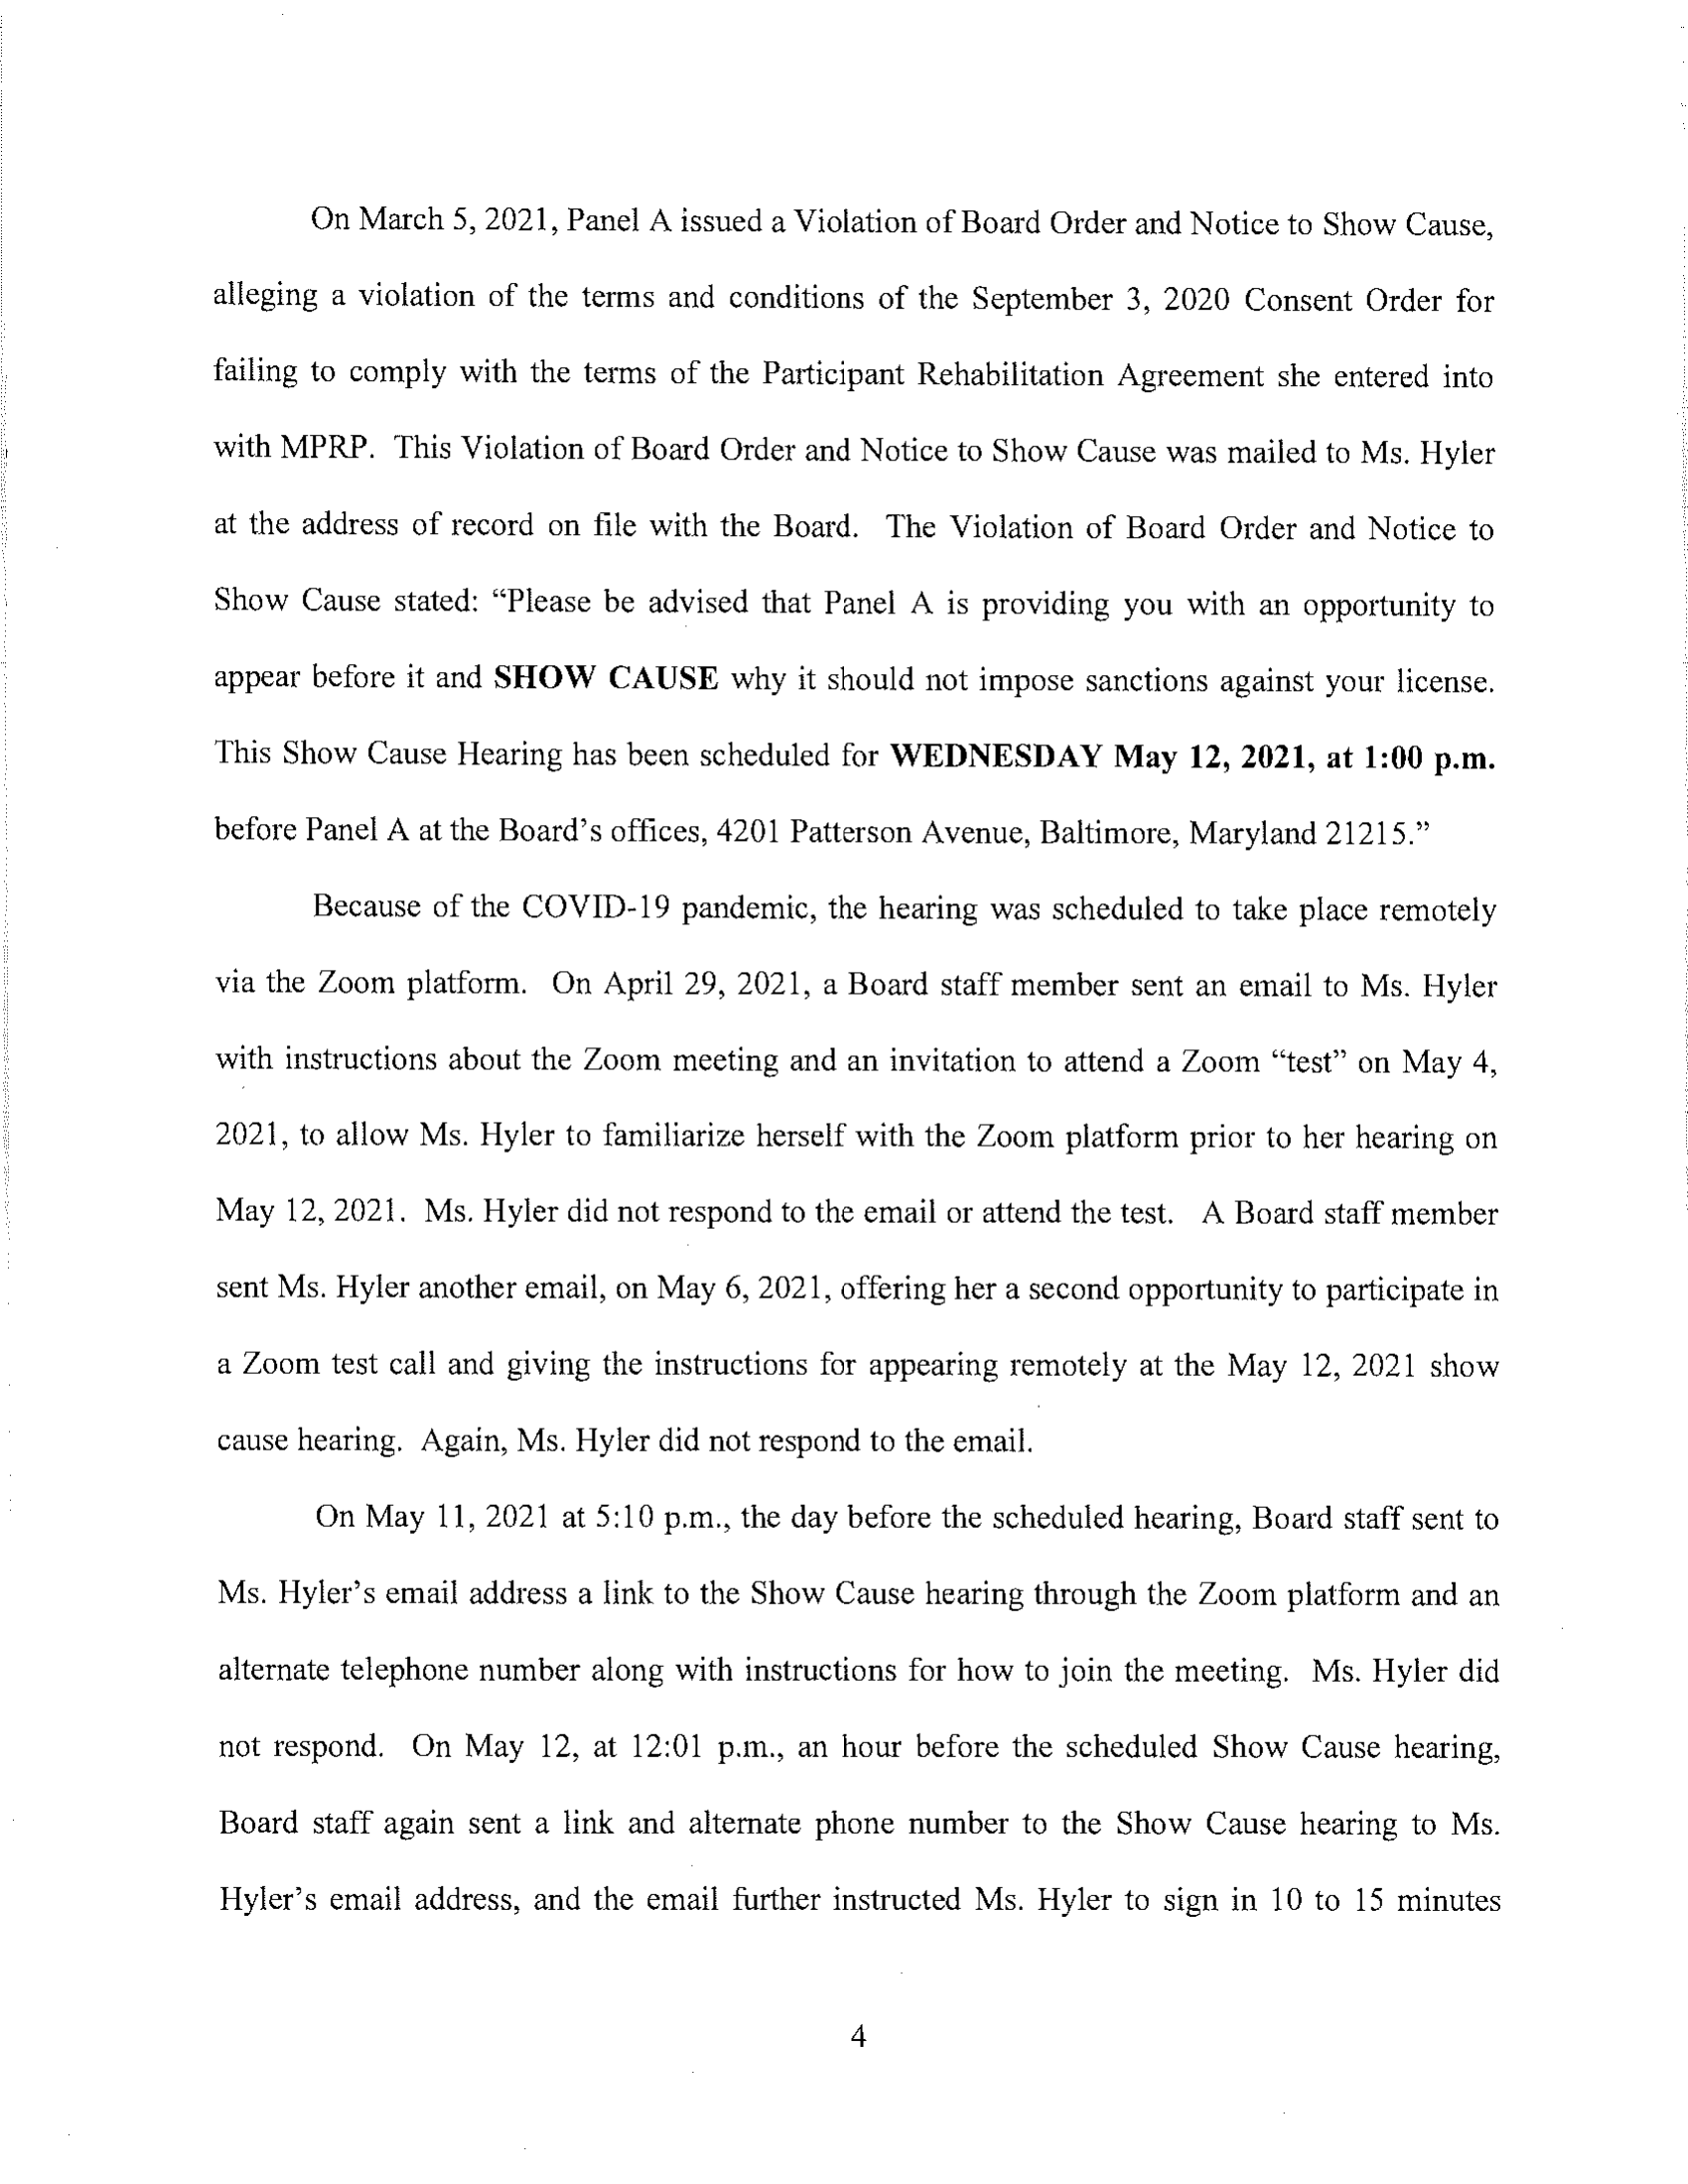 On March 5, 2021, Panel A issued a Violation of Board Order and Notice to Show Cause,
alleging a violation of the terms and conditions of the September 3, 2020 Consent Order for
failing to comply with the terms of the Participant Rehabilitation Agreement she entered into
with MPRP. This Violation of Board Order and Notice to Show Cause was mailed to Ms. Hyler
at the address of record on file with the Board. The Violation of Board Order and Notice to
Show Cause stated: “Please be advised that Panel A is providing you with an opportunity to
appear before it and SHOW CAUSE why it should not impose sanctions against your license.
This Show Cause Hearing has been scheduled for WEDNESDAY May 12, 2021, at 1:00 p.m.
before Panel A at the Board’s offices, 4201 Patterson Avenue, Baltimore, Maryland 21215.”
Because of the COVID-19 pandemic, the hearing was scheduled to take place remotely
via the Zoom platform. On April 29, 2021, a Board staff member sent an email to Ms. Hyler
with instructions about the Zoom meeting and an invitation to attend a Zoom “test” on May 4,
2021, to allow Ms. Hyler to familiarize herself with the Zoom platform prior to her hearing on
May 12, 2021. Ms. Hyler did not respond to the email or attend the test. A Board staff member
sent Ms. Hyler another email, on May 6, 2021, offering her a second opportunity to participate in
a Zoom test call and giving the instructions for appearing remotely at the May 12, 2021 show
cause hearing. Again, Ms. Hyler did not respond to the email.
On May 11, 2021 at 5:10 p.m., the day before the scheduled hearing, Board staff sent to
Ms. Hyler’s email address a link to the Show Cause hearing through the Zoom platform and an
alternate telephone number along with instructions for how to join the meeting. Ms. Hyler did
not respond. On May 12, at 12:01 p.m., an hour before the scheduled Show Cause hearing,
Board staff again sent a link and alternate phone number to the Show Cause hearing to Ms.
Hyler’s email address, and the email further instructed Ms. Hyler to sign in 10 to 15 minutes
4